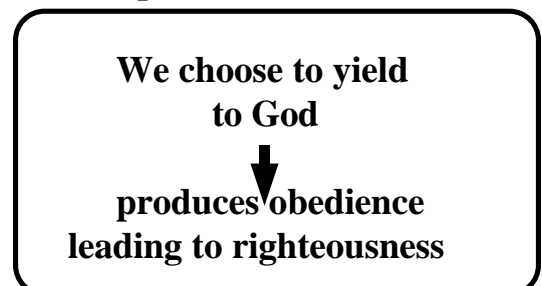 We choose to yield
to God
produces obedience
leading to righteousness